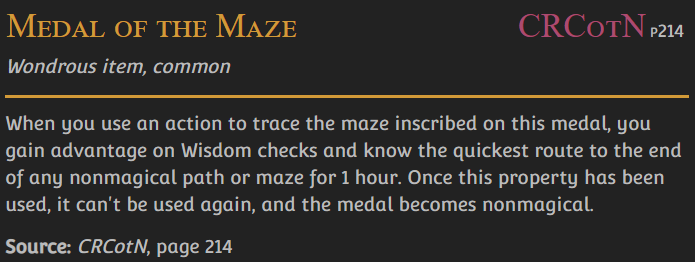 Medal of the Maze CRCotN P214
Wondrous item, common
When you use an action to trace the maze inscribed on this medal, you
gain advantage on Wisdom checks and know the quickest route to the end
of any nonmagical path or maze for 1 hour. Once this property has been
used, it can't be used again, and the medal becomes nonmagical.
Source: CRCotN, page 214